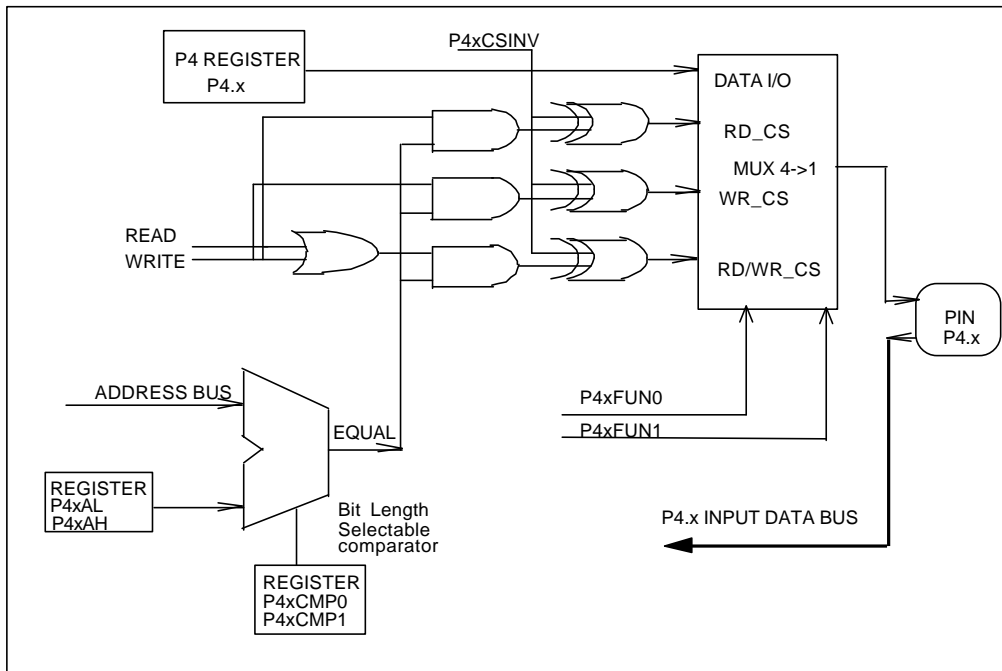 P4xCSINV
P4 REGISTER
P4.x
DATA I/O
RD_CS
MUX 4->1
WR_CS
RD/WR_CS
READ
WRITE
PIN
P4.x
ADDRESS BUS
EQUAL
P4xFUN0
P4xFUN1
REGISTER
P4xAL
P4xAH
Bit Length
Selectable
comparator
P4.x INPUT DATA BUS
REGISTER
P4xCMP0
P4xCMP1